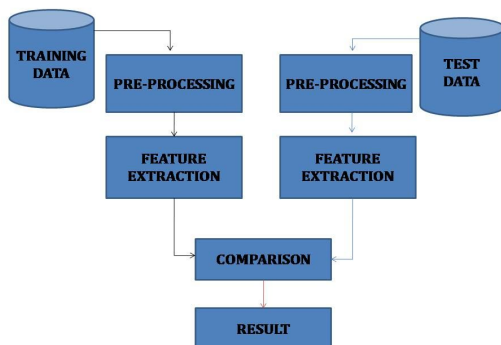 TRAINING
DATA
PRE-PROCESSING
PRE-PROCESSING
TEST
DATA
FEATURE
EXTRACTION
FEATURE
EXTRACTION
COMPARISON
RESULT